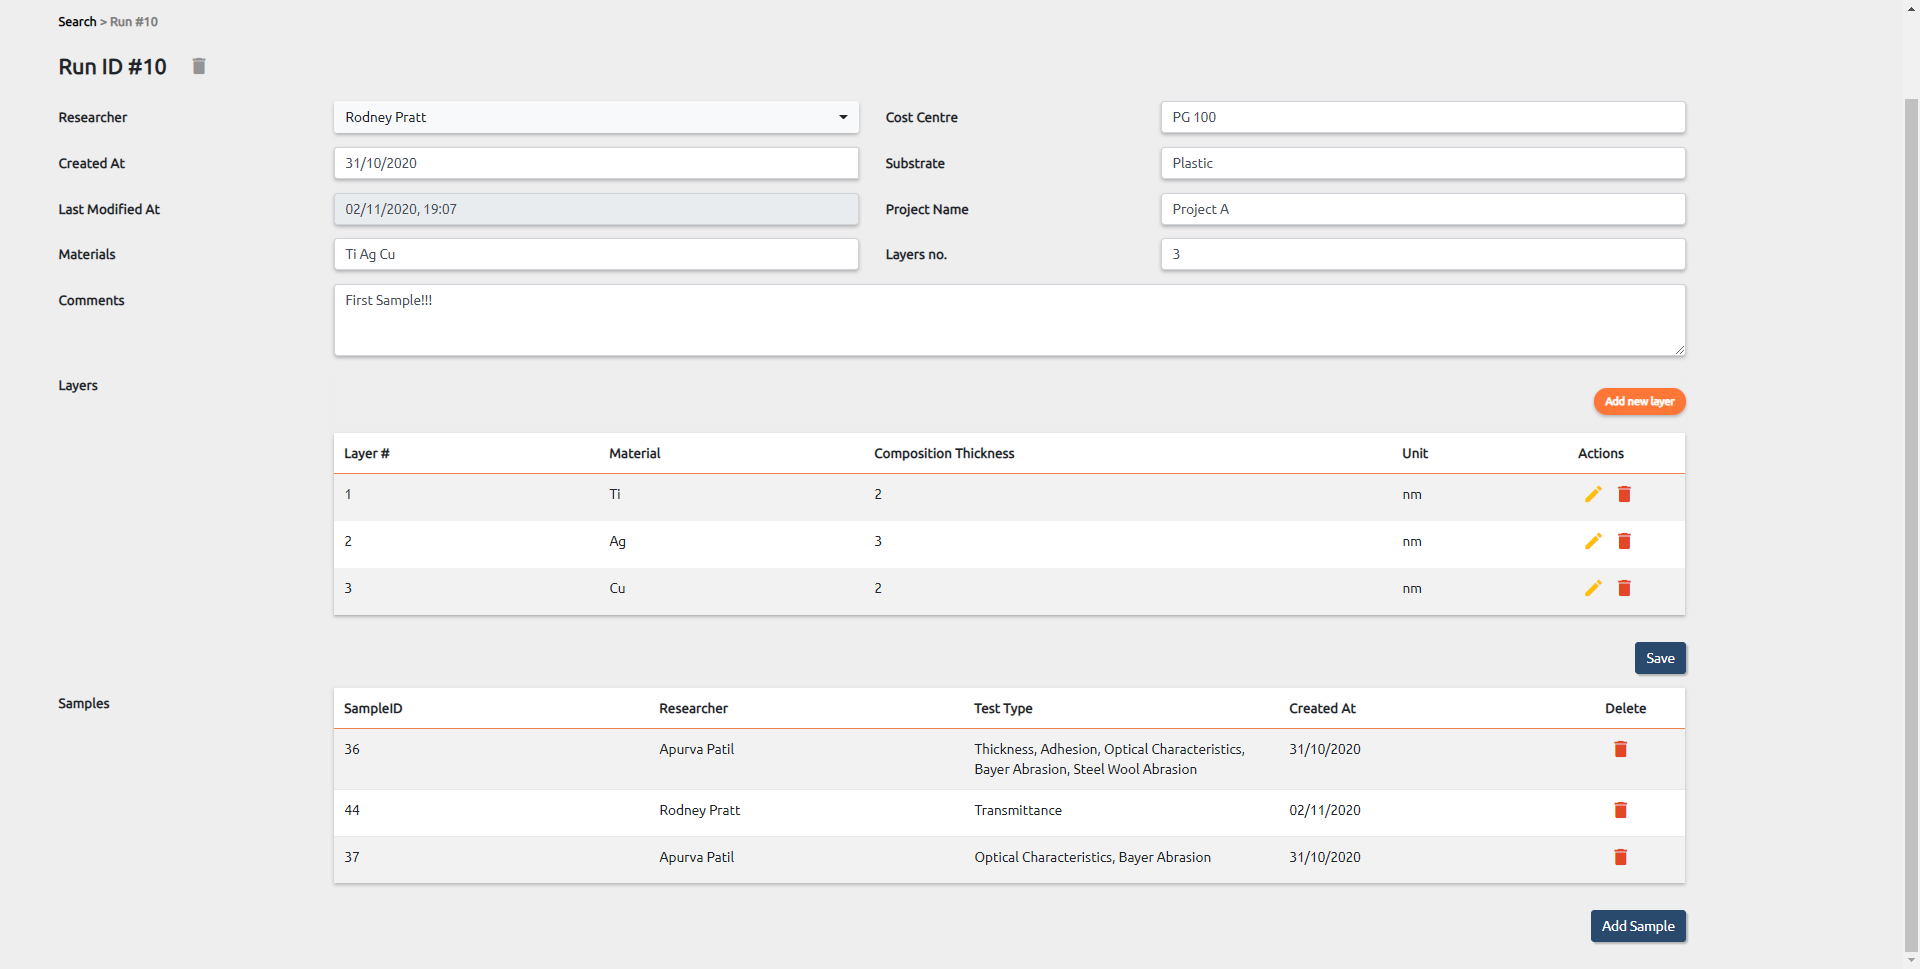 Search > Run #10
Run ID #10
Researcher
Rodney Pratt
Cost Centre
PG 100
Created At
31/10/2020
Substrate
Plastic
Last Modified At
02/11/2020, 19:07
Project Name
Project A
Materials
Ti Ag Cu
Layers no.
3
Comments
First Sample!!!
Layers
Add new layer
Layer # Material Composition Thickness Unit Actions
1 Ti 2 nm
2 Ag 3 nm
3 Cu 2 nm
Save
Samples
SampleID Researcher Test Type Created At Delete
36 Apurva Patil Thickness, Adhesion, Optical Characteristics, 31/10/2020
Bayer Abrasion, Steel Wool Abrasion
44 Rodney Pratt Transmittance 02/11/2020
37 Apurva Patil Optical Characteristics, Bayer Abrasion 31/10/2020
Add Sample